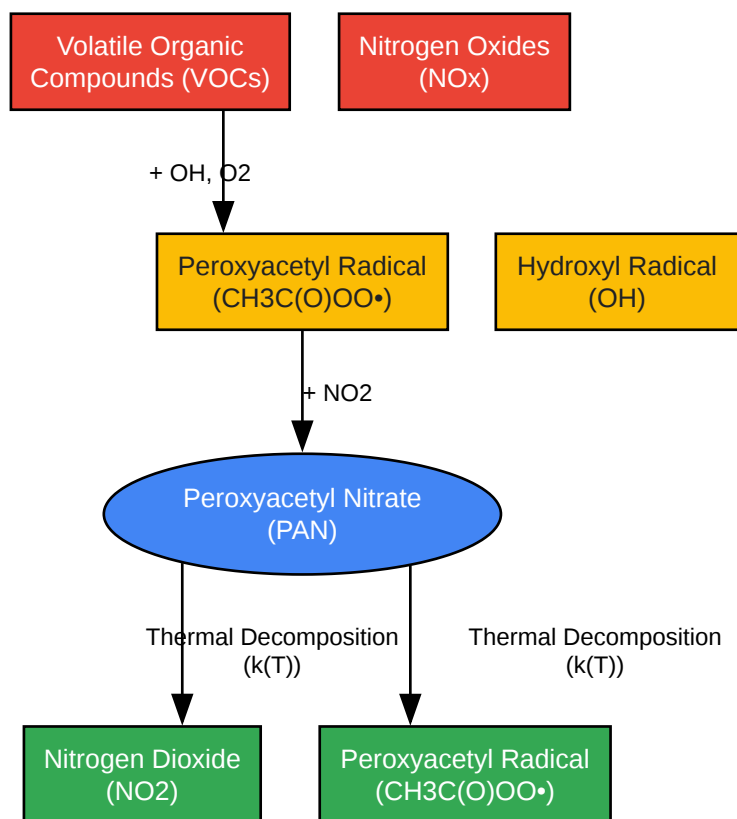 Volatile Organic
Compounds (VOCs)
Nitrogen Oxides
(NOx)
+ OH, O2
Peroxyacetyl Radical
(CH3C(O)OO•)
Hydroxyl Radical
(OH)
+ NO2
Peroxyacetyl Nitrate
(PAN)
Thermal Decomposition
(k(T))
Thermal Decomposition
(k(T))
Nitrogen Dioxide
(NO2)
Peroxyacetyl Radical
(CH3C(O)OO•)